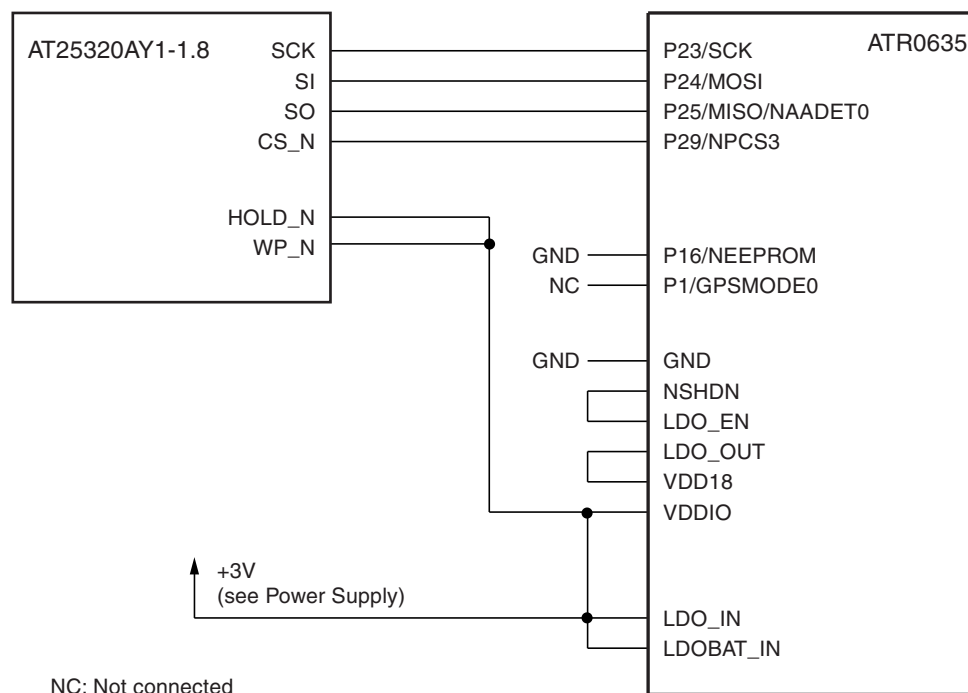 AT25320AY1-1.8
SCK
SI
SO
CS_N
HOLD_N
WP_N
ATR0635
P23/SCK
P24/MOSI
P25/MISO/NAADET0
P29/NPCS3
GND
P16/NEEPROM
NC
P1/GPSMODE0
GND
GND
NSHDN
LDO_EN
LDO_OUT
VDD18
VDDIO
+3V
(see Power Supply)
LDO_IN
LDOBAT_IN
NC: Not connected